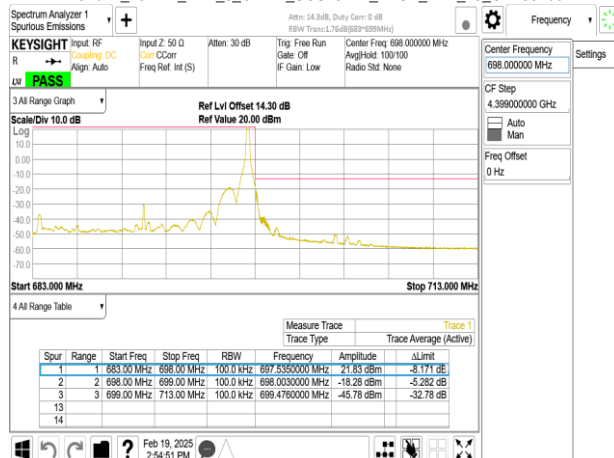 Spectrum Analyzer 1
Spurious Emissions
Attn: 14.3dB, Duty Corr: 0 dB
RBW Trans:1.76dB(683~699MHz)
Frequency
Settings
KEYSIGHT
R
LXI
PASS
Input: RF
Coupling: DC
Align: Auto
Input Z: 50 Ω
Corr CCorr
Freq Ref: Int (S)
Atten: 30 dB
Trig: Free Run
Gate: Off
IF Gain: Low
Center Freq: 698.000000 MHz
Avg|Hold: 100/100
Radio Std: None
Center Frequency
698.000000 MHz
CF Step
4.399000000 GHz
Auto
Man
Freq Offset
0 Hz
3 All Range Graph
Scale/Div 10.0 dB
Ref Lvl Offset 14.30 dB
Ref Value 20.00 dBm
Log
10.0
0.00
-10.0
-20.0
-30.0
-40.0
-50.0
-60.0
-70.0
Start 683.000 MHz
Stop 713.000 MHz
4 All Range Table
Measure Trace Trace 1
Trace Type Trace Average (Active)
Spur Range Start Freq Stop Freq RBW Frequency Amplitude ΔLimit
1 1 683.00 MHz 698.00 MHz 100.0 kHz 697.5350000 MHz 21.83 dBm -8.171 dB
2 2 698.00 MHz 699.00 MHz 100.0 kHz 698.0030000 MHz -18.28 dBm -5.282 dB
3 3 699.00 MHz 713.00 MHz 100.0 kHz 699.4760000 MHz -45.78 dBm -32.78 dB
13
14
Feb 19, 2025
2:54:51 PM